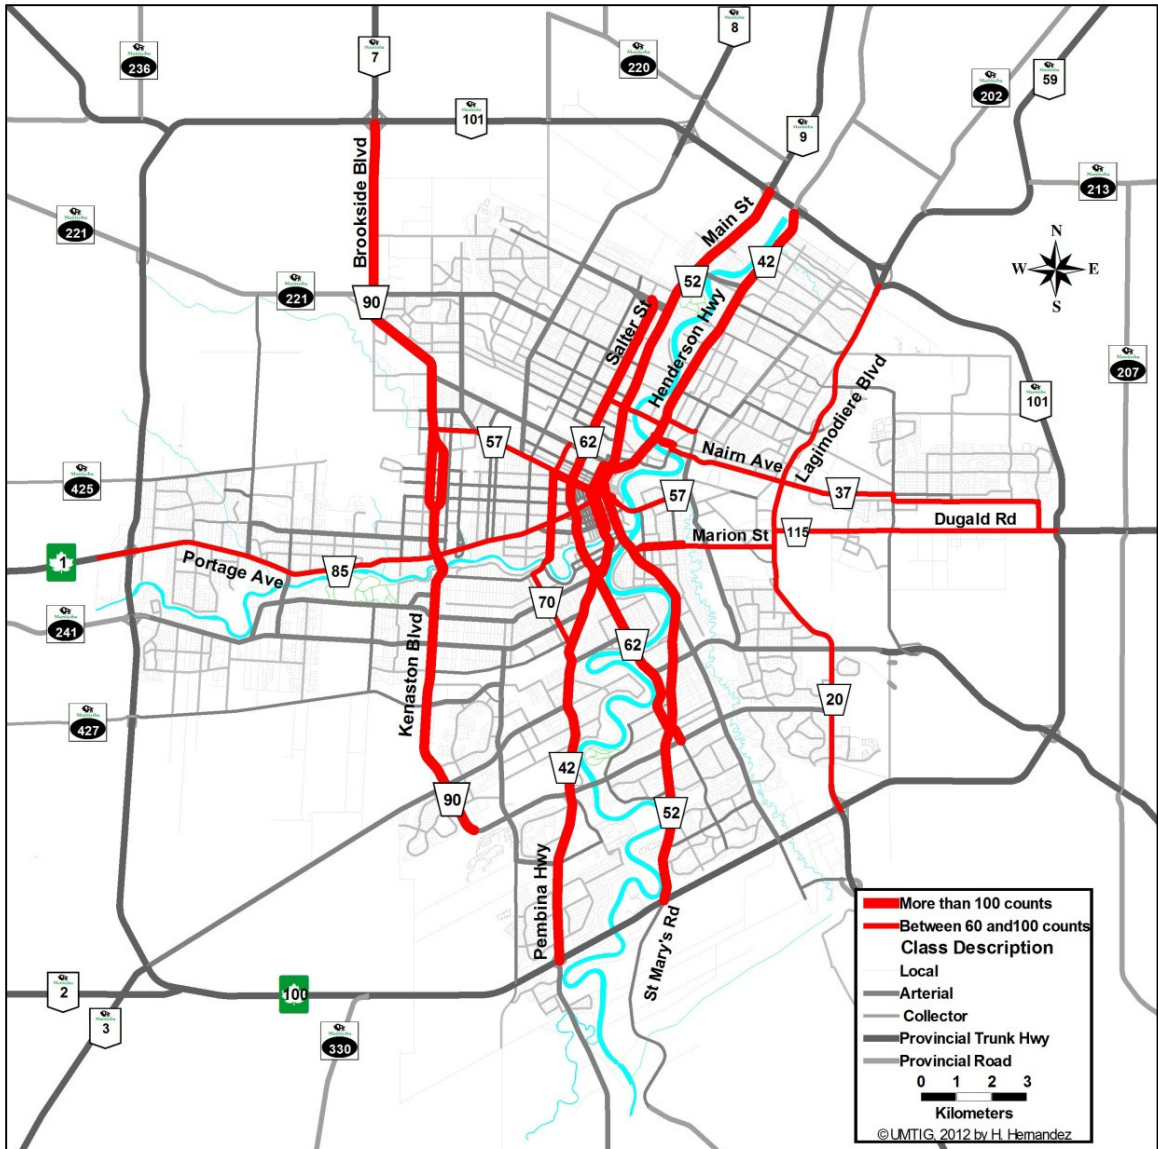 8
236
7
220
59
202
101
9
213
Brookside Blvd
Main St
221
N
W E
S
42
52
221
90
Salter St
Henderson Hwy
207
101
Lagimodiere Blvd
57
62
Nairn Ave
425
37
57
Dugald Rd
Marion St
115
1
Portage Ave
85
70
241
62
Kenaston Blvd
20
427
42
90
52
Pembina Hwy
St Mary's Rd
2
100
3
330
More than 100 counts
Between 60 and100 counts
Class Description
Local
Arterial
Collector
Provincial Trunk Hwy
Provincial Road
0 1 2 3
Kilometers
© UMTIG, 2012 by H. Hernandez